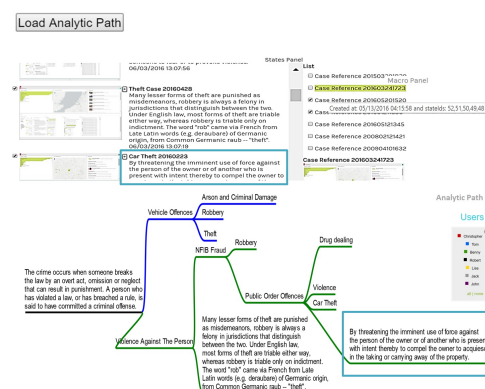 Load Analytic Path
States Panel
06/03/2016 13:07:56
Theft Case 20160428
Many lesser forms of theft are punished as
misdemeanors, robbery is always a felony in
jurisdictions that distinguish between the two.
Under English law, most forms of theft are triable
either way, whereas robbery is triable only on
indictment. The word "rob" came via French from
Late Latin words (e.g. deraubare) of Germanic
origin, from Common Germanic raub -- "theft".
06/03/2016 13:07:19
Car Theft 20160223
By threatening the imminent use of force against
the person of the owner or of another who is
present with intent thereby to compel the owner to
List
Case Reference
Macro Panel
Case Reference 201603241723
Case Reference 201605201520
Created at: 05/13/2016 04:15:58 and stateIds: 52,51,50,49,48
Case Reference 201605121345
Case Reference 200802121421
Case Reference 200804101632
Case Reference 201603241723
Arson and Criminal Damage
Vehicle Offences
Robbery
Theft
NFIB Fraud
Robbery
Drug dealing
The crime occurs when someone breaks
the law by an overt act, omission or neglect
that can result in punishment. A person who
has violated a law, or has breached a rule, is
said to have committed a criminal offense.
Public Order Offences
Violence
Car Theft
Violence Against The Person
Many lesser forms of theft are punished
as misdemeanors, robbery is always a
felony in jurisdictions that distinguish
between the two. Under English law,
most forms of theft are triable either way,
whereas robbery is triable only on indictment.
The word "rob" came via French from Late
Latin words (e.g. deraubare) of Germanic origin,
from Common Germanic raub -- "theft".
By threatening the imminent use of force against
the person of the owner or of another who is present
with intent thereby to compel the owner to acquiesce
in the taking or carrying away of the property.
Analytic Path
Users
Christopher
Tom
Benny
Robert
Lisa
Jack
John